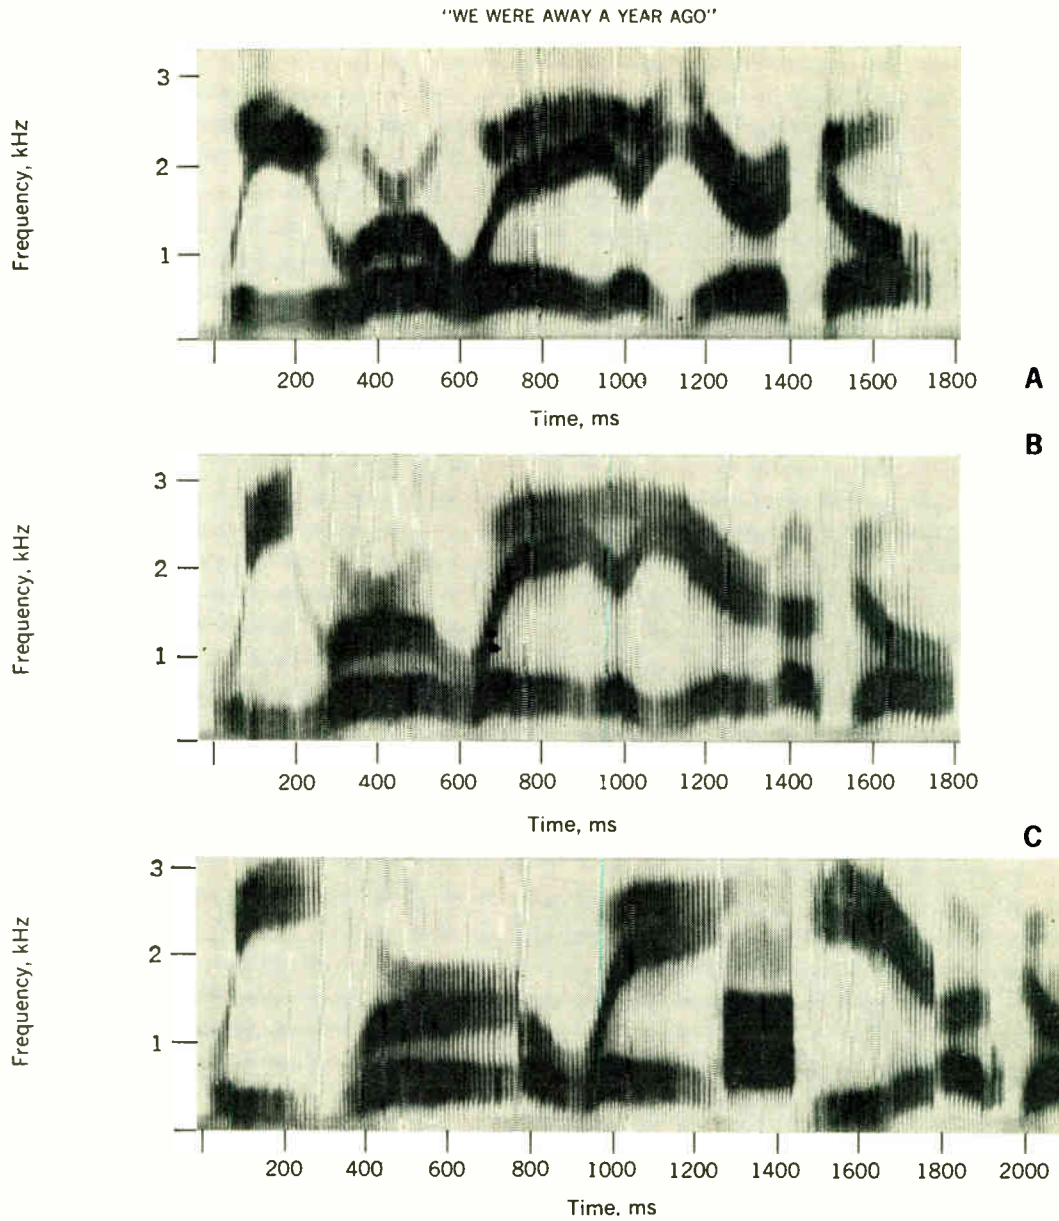 "WE WERE AWAY A YEAR AGO"
Frequency, kHz
3
2
1
200 400 600 800 1000 1200 1400 1600 1800
Time, ms
A
B
Frequency, kHz
3
2
1
200 400 600 800 1000 1200 1400 1600 1800
Time, ms
C
Frequency, kHz
3
2
1
200 400 600 800 1000 1200 1400 1600 1800 2000
Time, ms